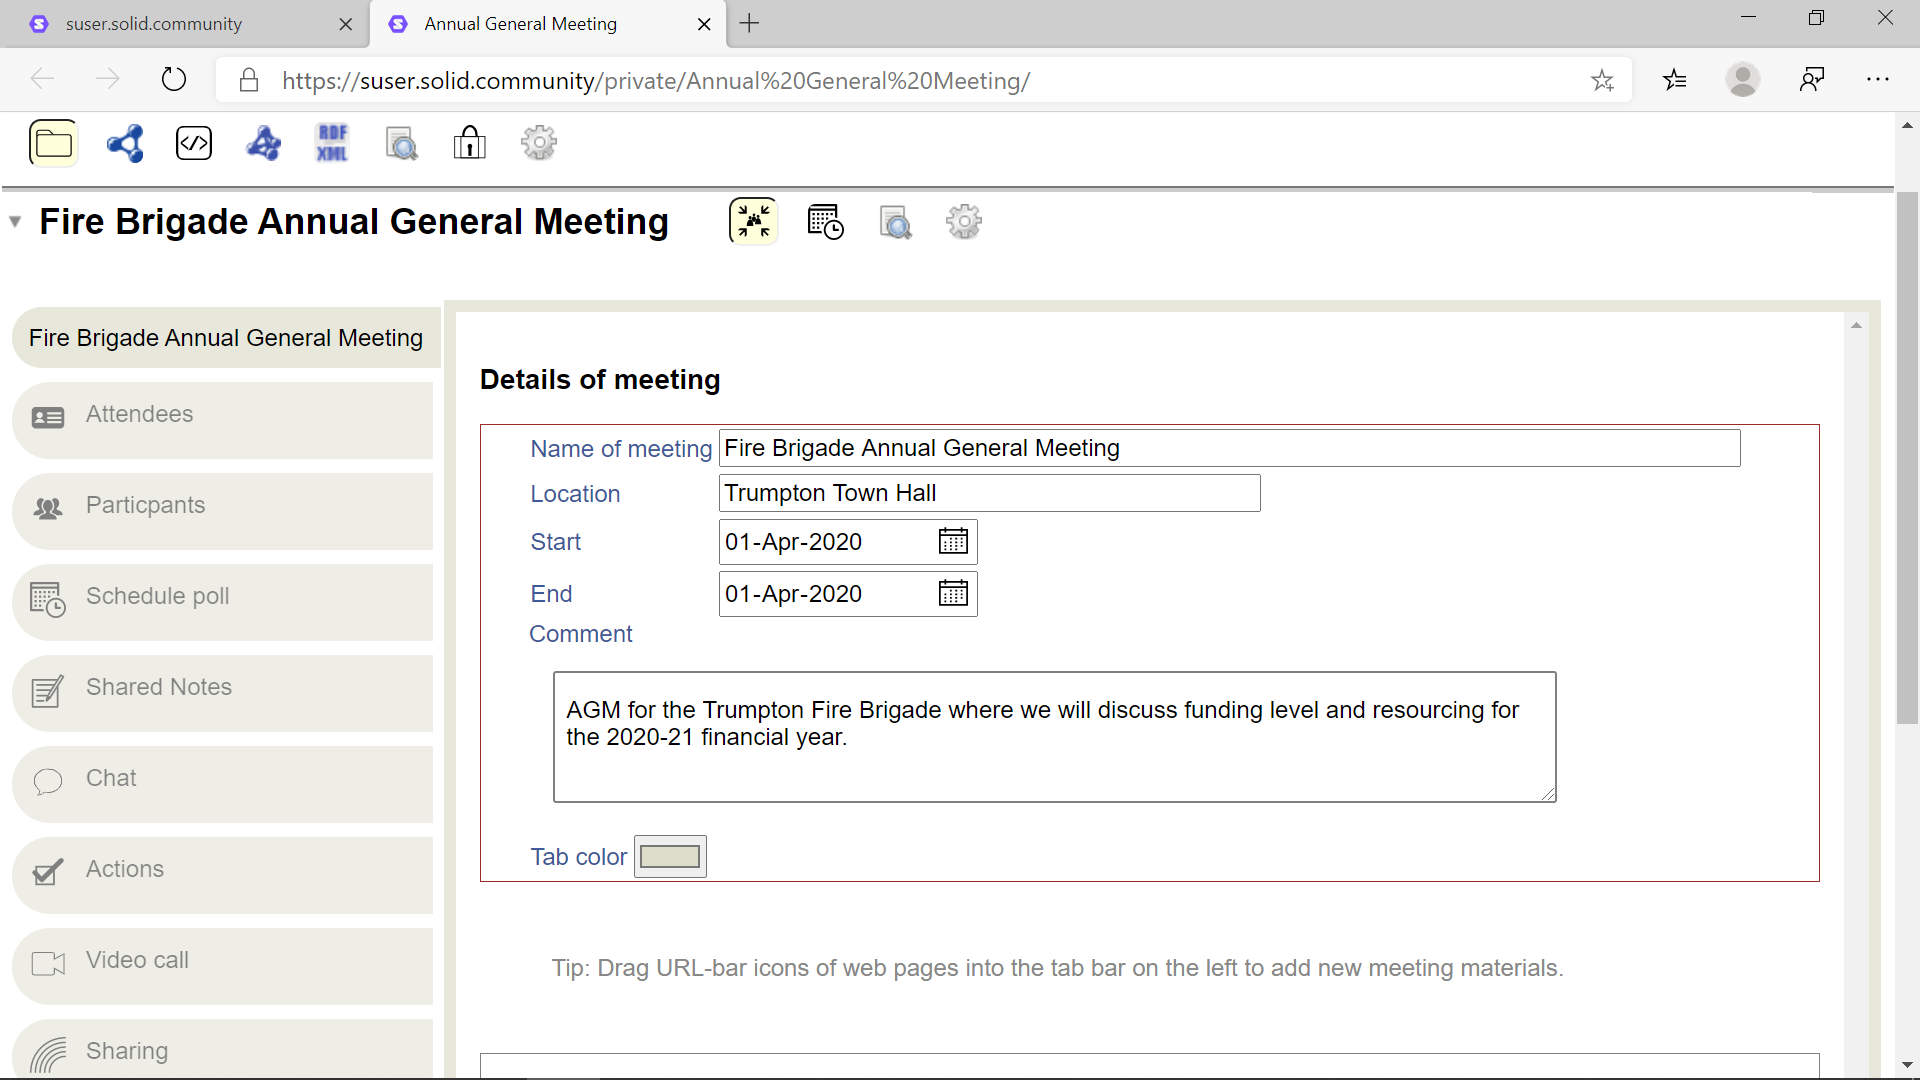 suser.solid.community
Annual General Meeting
https://suser.solid.community/private/Annual%20General%20Meeting/
RDF
XML
Fire Brigade Annual General Meeting
Fire Brigade Annual General Meeting
Attendees
Particpants
Schedule poll
Shared Notes
Chat
Actions
Video call
Sharing
Details of meeting
Name of meeting Fire Brigade Annual General Meeting
Location Trumpton Town Hall
Start 01-Apr-2020
End 01-Apr-2020
Comment
AGM for the Trumpton Fire Brigade where we will discuss funding level and resourcing for
the 2020-21 financial year.
Tab color
Tip: Drag URL-bar icons of web pages into the tab bar on the left to add new meeting materials.